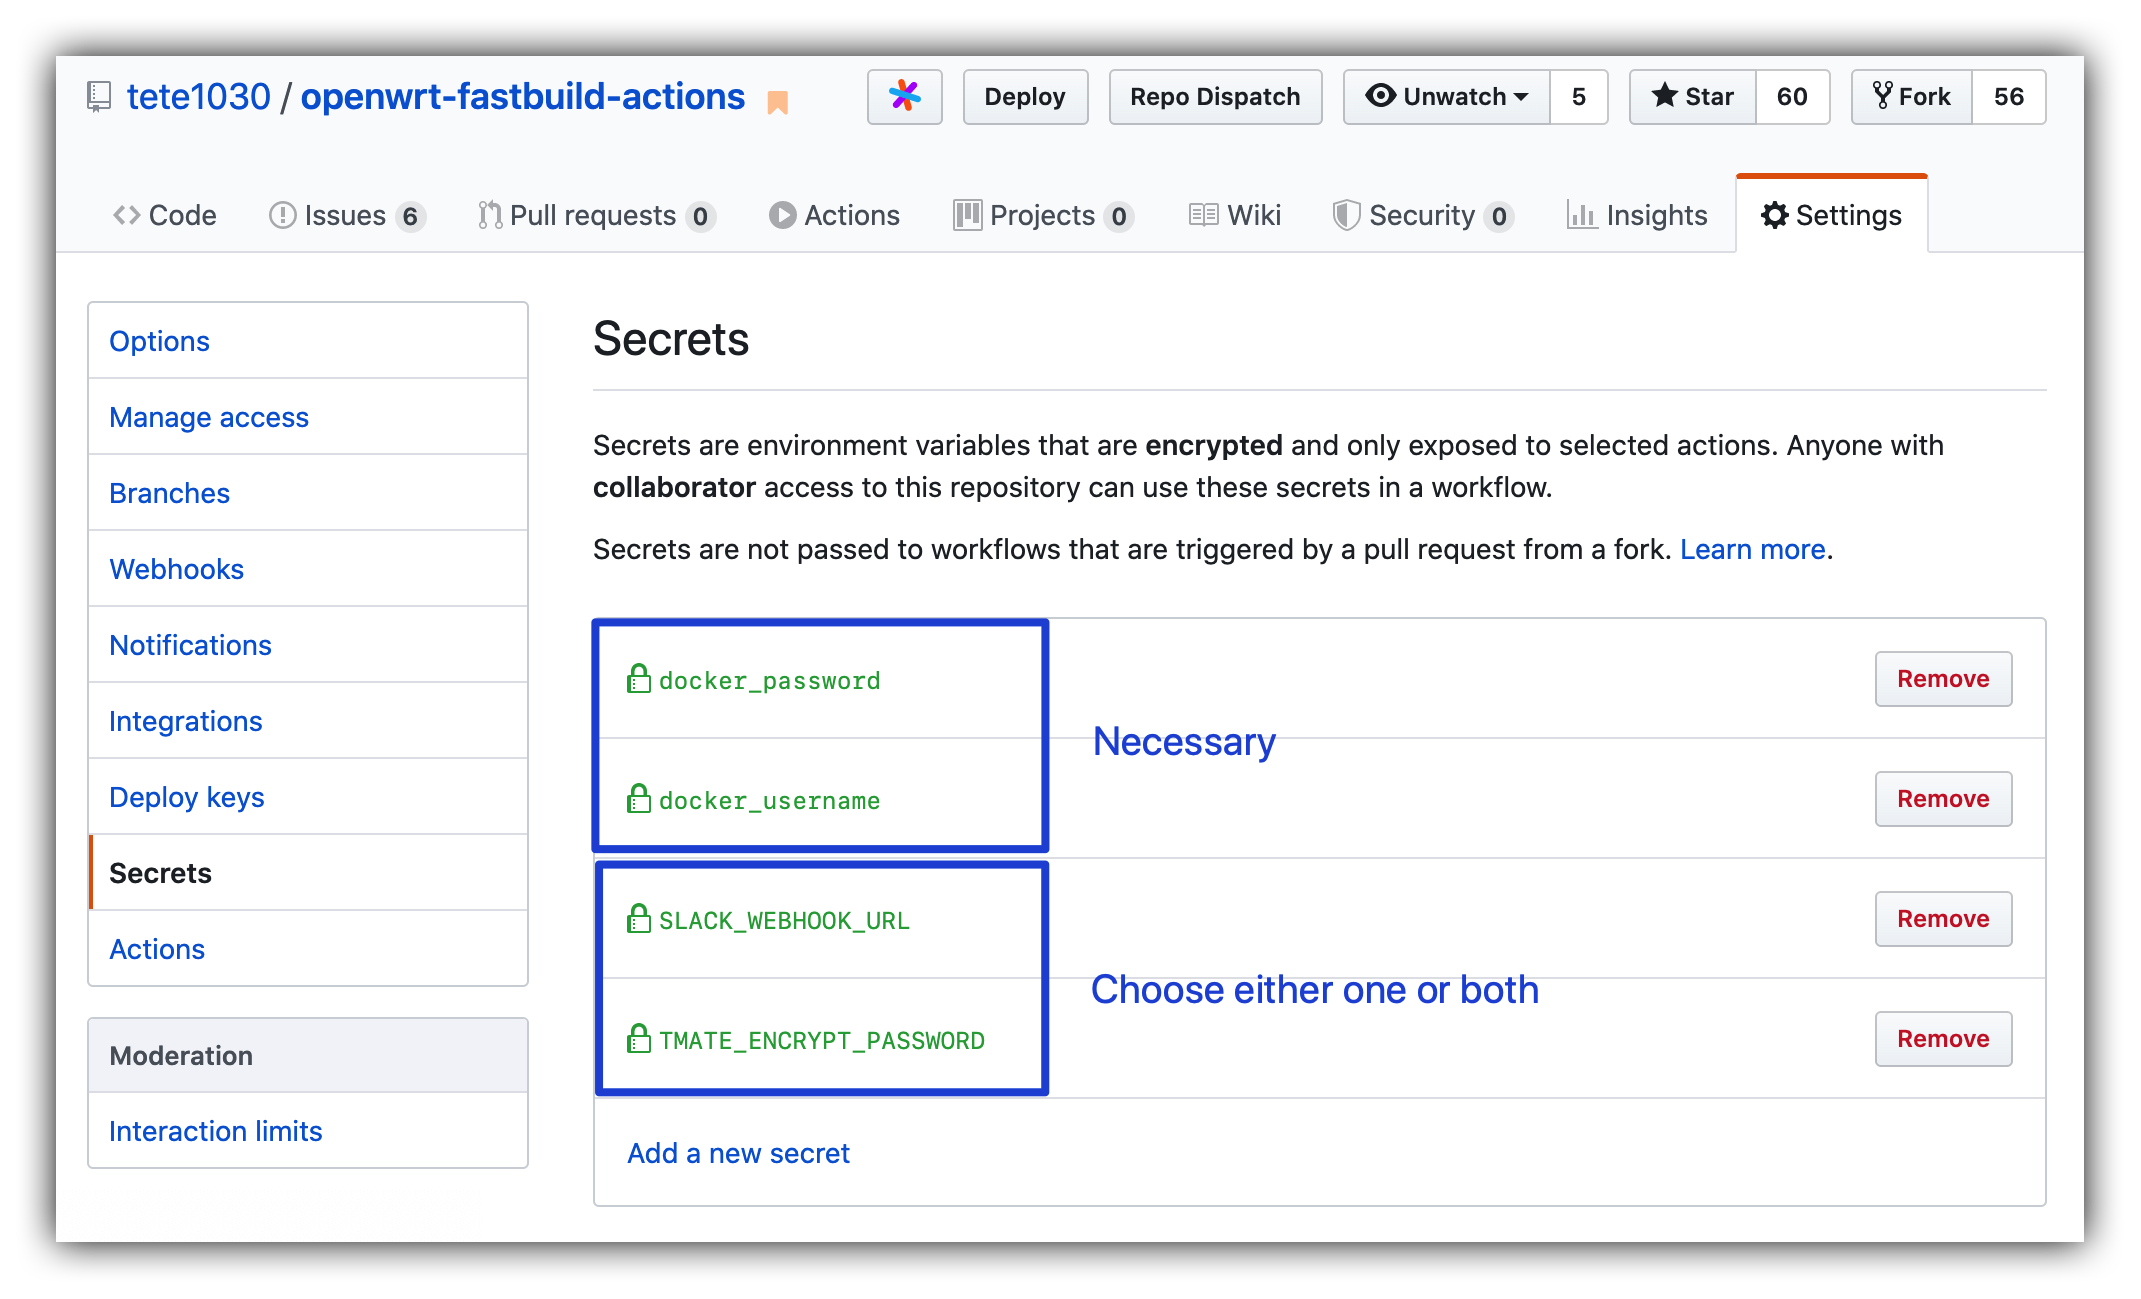 tete1030 / openwrt-fastbuild-actions
Deploy
Repo Dispatch
Unwatch 5
Star 60
Fork 56
Code
Issues 6
Pull requests 0
Actions
Projects 0
Wiki
Security 0
Insights
Settings
Options
Manage access
Branches
Webhooks
Notifications
Integrations
Deploy keys
Secrets
Actions
Moderation
Interaction limits
Secrets
Secrets are environment variables that are encrypted and only exposed to selected actions. Anyone with
collaborator access to this repository can use these secrets in a workflow.
Secrets are not passed to workflows that are triggered by a pull request from a fork. Learn more.
docker_password
Remove
Necessary
docker_username
Remove
SLACK_WEBHOOK_URL
Remove
Choose either one or both
TMATE_ENCRYPT_PASSWORD
Remove
Add a new secret